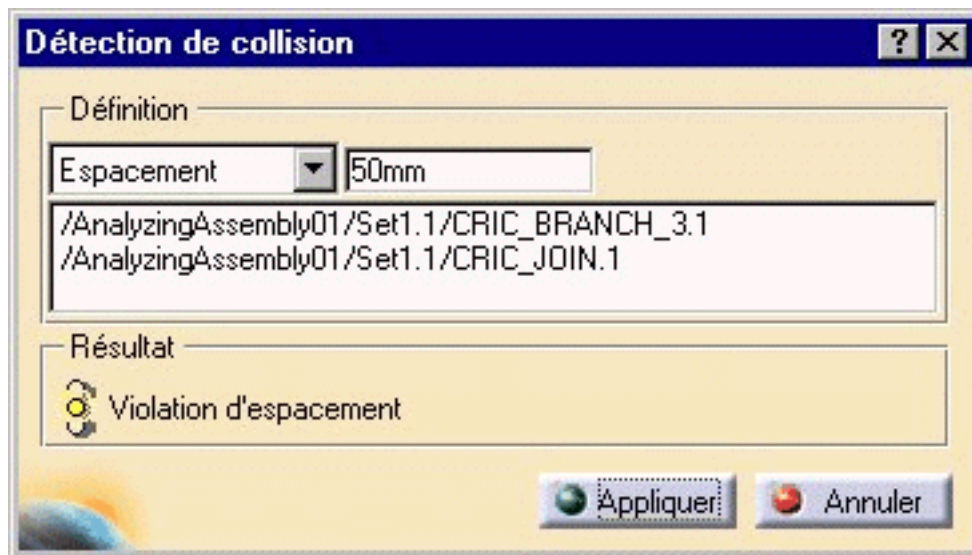 Détection de collision
Définition
Espacement 50mm
/AnalyzingAssembly01/Set1.1/CRIC_BRANCH_3.1
/AnalyzingAssembly01/Set1.1/CRIC_JOIN.1
Résultat
Violation d'espacement
Appliquer Annuler